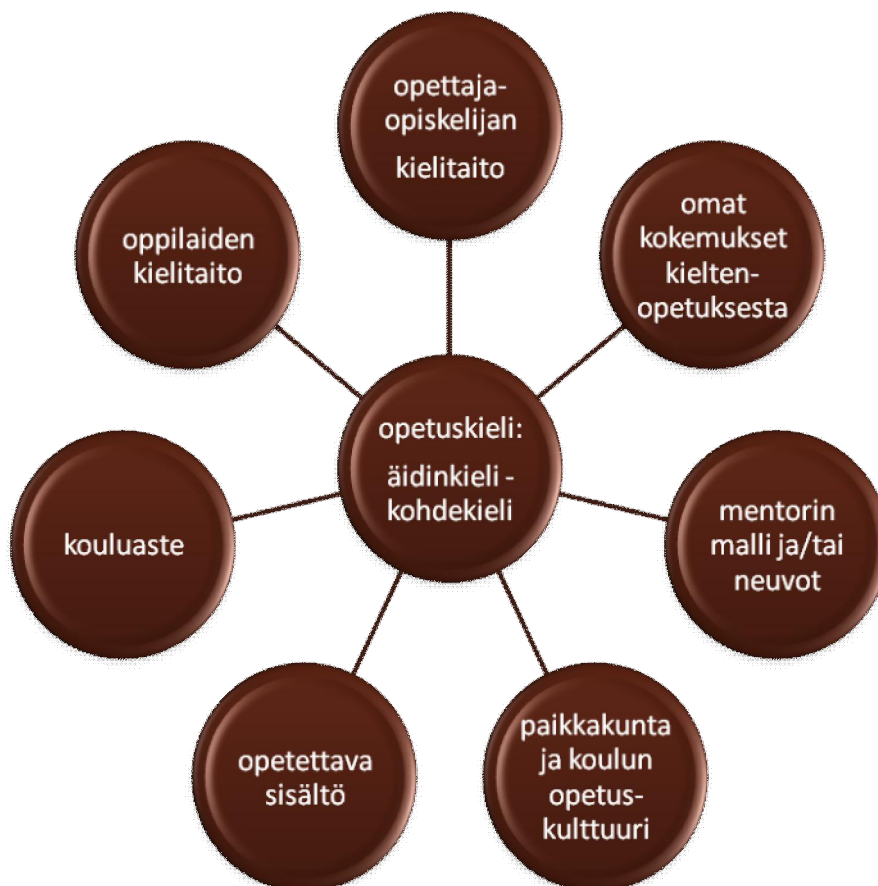 opettaja-
opiskelijan
kielitaito
omat
kokemukset
kielten-
opetuksesta
mentorin
malli ja/tai
neuvot
paikkakunta
ja koulun
opetus-
kulttuuri
opetettava
sisältö
kouluaste
oppilaiden
kielitaito
opetuskieli:
äidinkieli -
kohdekieli